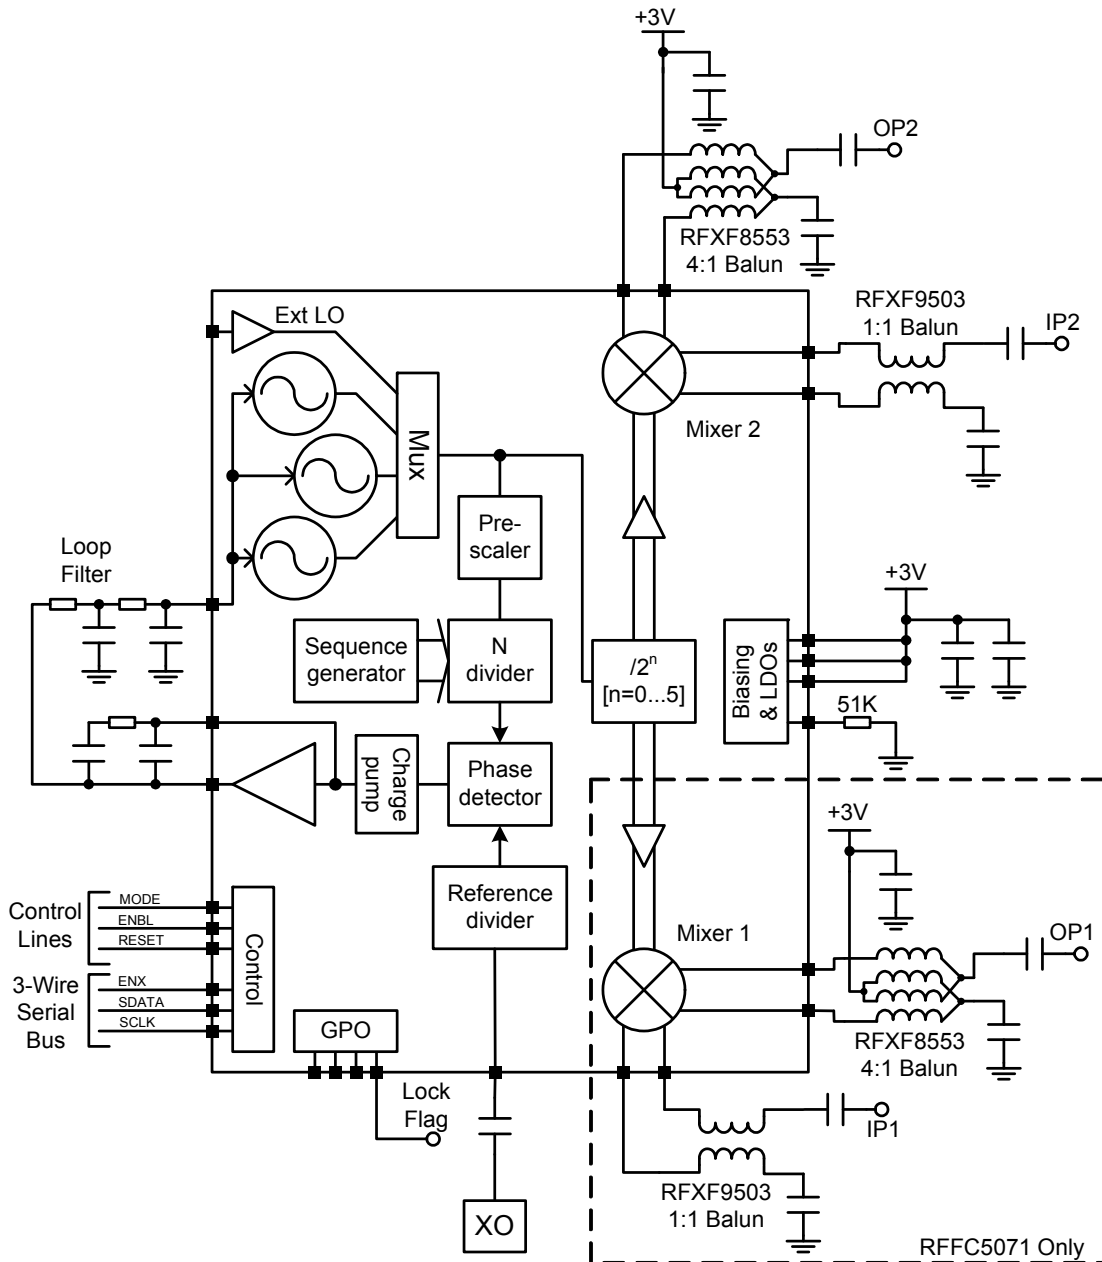 +3V
OP2
RFXF8553
4:1 Balun
RFXF9503
1:1 Balun
IP2
Ext LO
Mux
Mixer 2
Pre-
scaler
Loop
Filter
+3V
Sequence
generator
N
divider
/2ⁿ
[n=0...5]
Biasing
& LDOs
51K
Charge
pump
Phase
detector
+3V
Reference
divider
Control
Lines
MODE
ENBL
RESET
Control
Mixer 1
OP1
3-Wire
Serial
Bus
ENX
SDATA
SCLK
GPO
RFXF8553
4:1 Balun
Lock
Flag
IP1
RFXF9503
1:1 Balun
XO
RFFC5071 Only